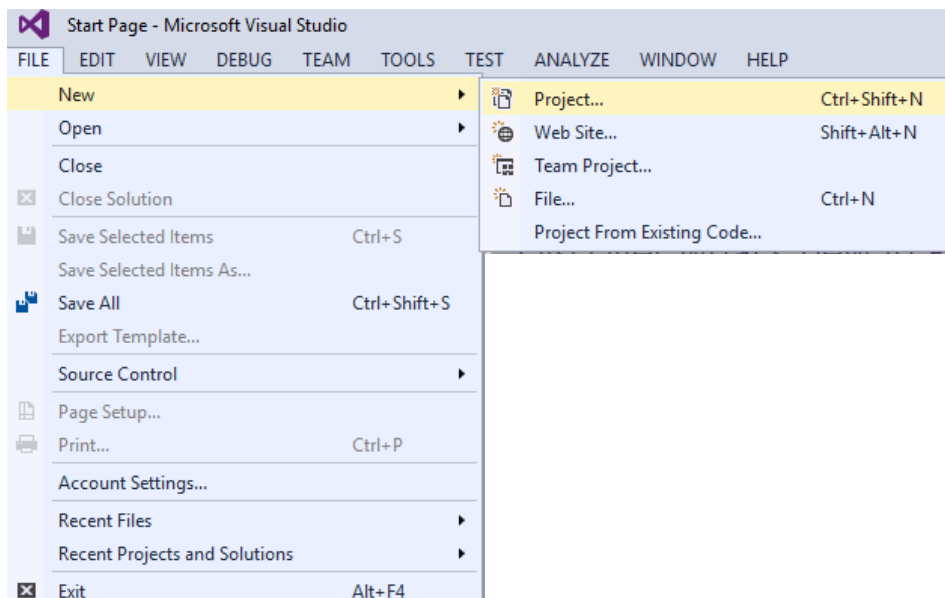 Start Page - Microsoft Visual Studio
FILE EDIT VIEW DEBUG TEAM TOOLS TEST ANALYZE WINDOW HELP
New
Open
Close
Close Solution
Save Selected Items Ctrl+S
Save Selected Items As...
Save All Ctrl+Shift+S
Export Template...
Source Control
Page Setup...
Print... Ctrl+P
Account Settings...
Recent Files
Recent Projects and Solutions
Exit Alt+F4
Project... Ctrl+Shift+N
Web Site... Shift+Alt+N
Team Project...
File... Ctrl+N
Project From Existing Code...